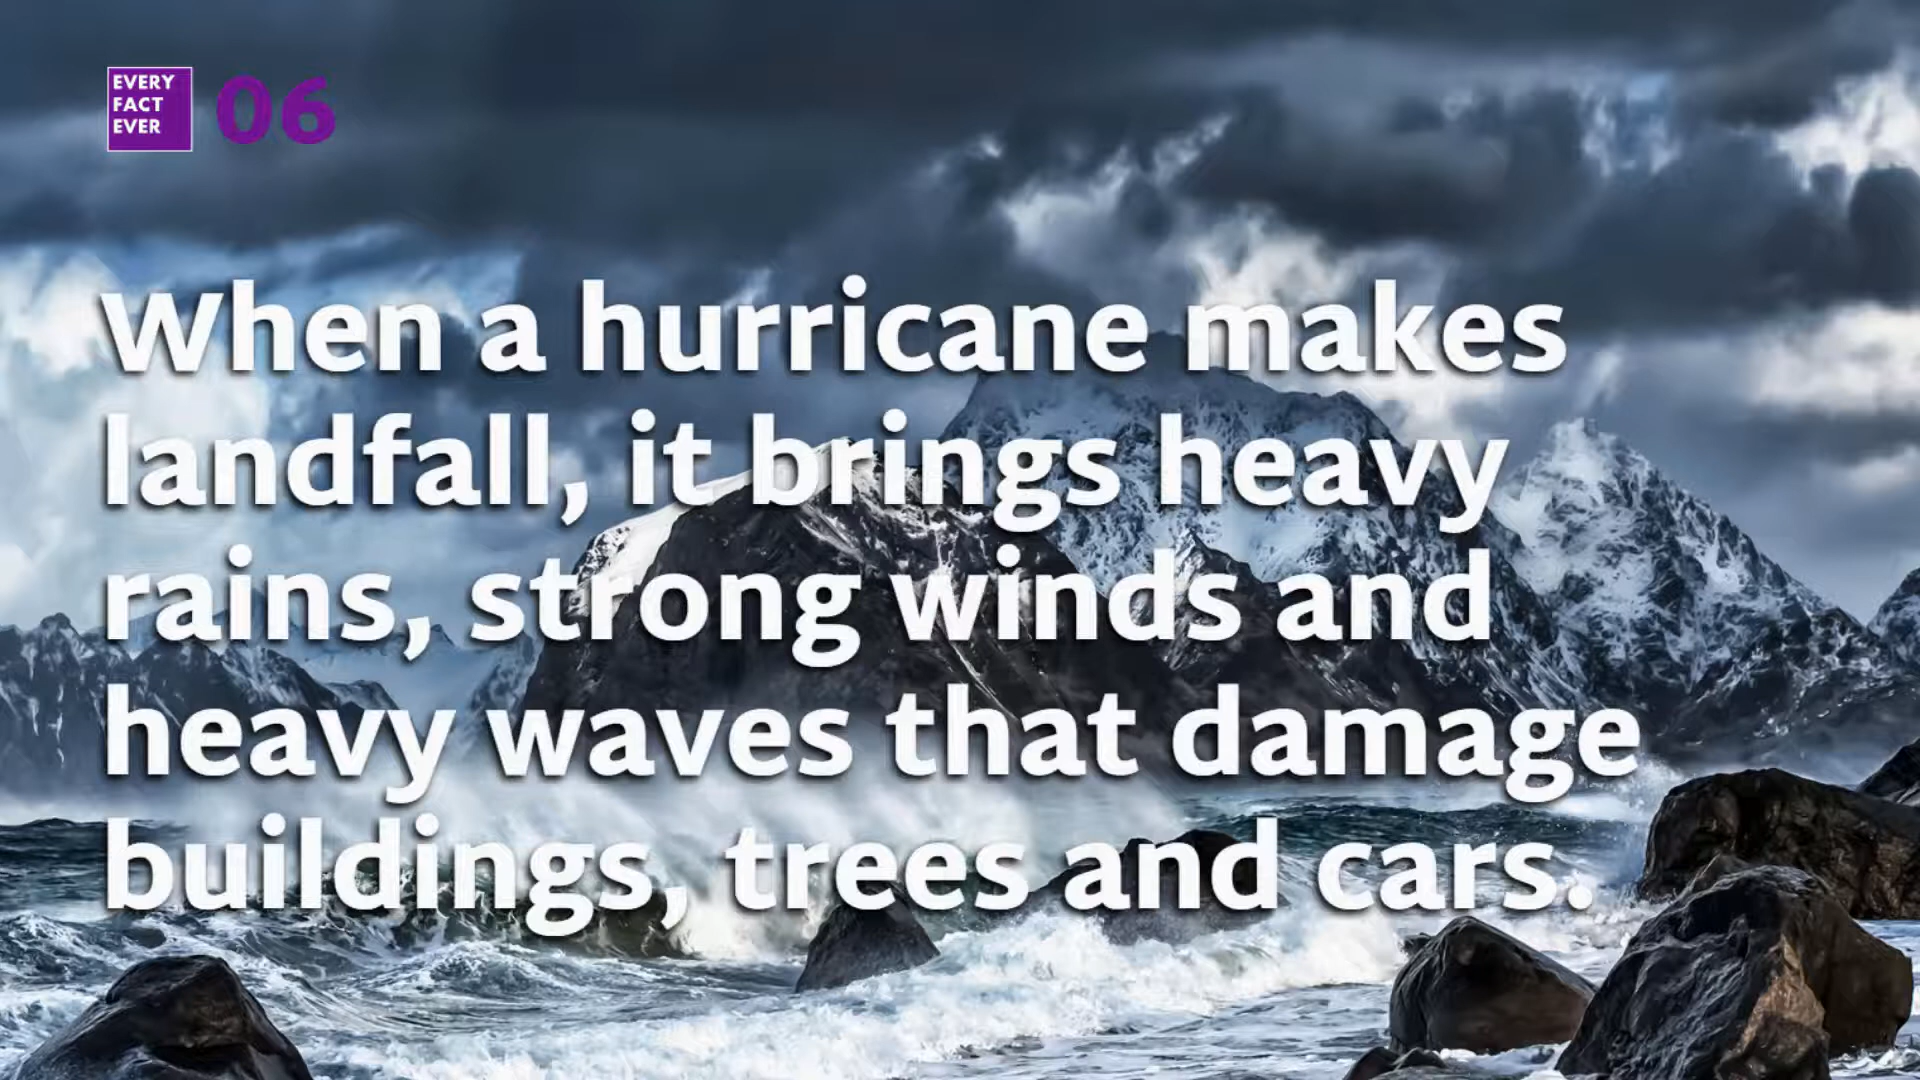 EVERY
FACT
EVER
06
When a hurricane makes
landfall, it brings heavy
rains, strong winds and
heavy waves that damage
buildings, trees and cars.